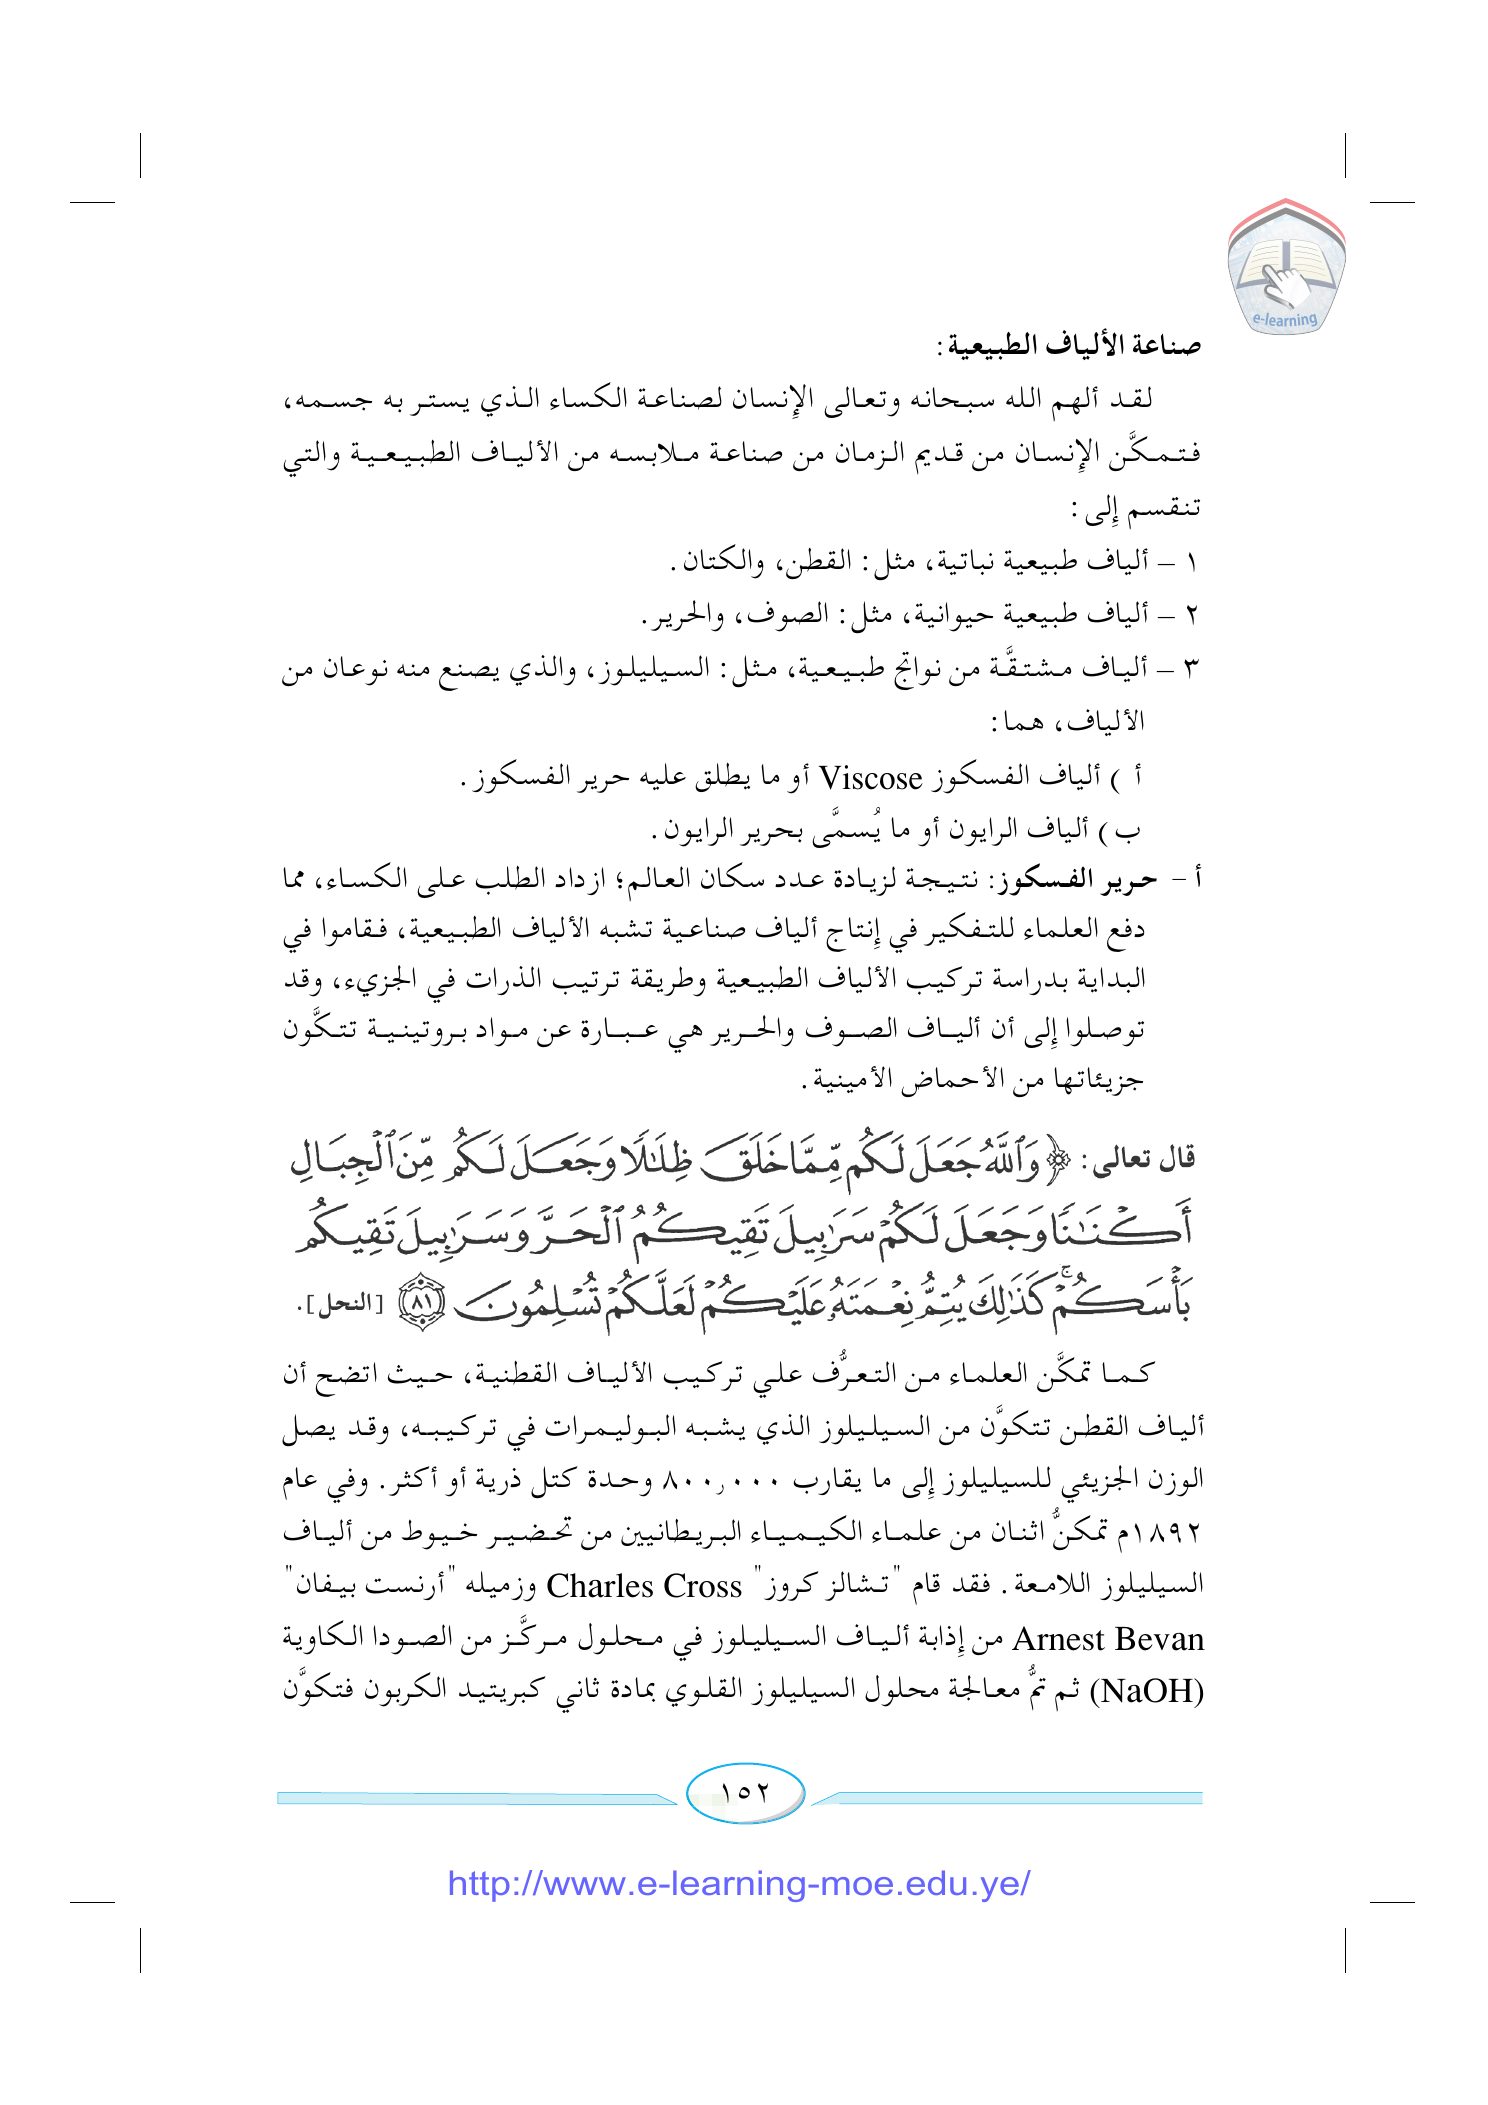 e-learning
صناعة الألياف الطبيعية:
لقد ألهم الله سبحانه وتعالى الإنسان لصناعة الكساء الذي يستر به جسمه،
فتمكَّن الإنسان من قديم الزمان من صناعة ملابسه من الألياف الطبيعية والتي
تنقسم إلى:
١ – ألياف طبيعية نباتية، مثل: القطن، والكتان.
٢ – ألياف طبيعية حيوانية، مثل: الصوف، والحرير.
٣ – ألياف مشتقَّة من نواتج طبيعية، مثل: السيليلوز، والذي يصنع منه نوعان من
الألياف، هما:
أ ) ألياف الفسكوز Viscose أو ما يطلق عليه حرير الفسكوز.
ب) ألياف الرايون أو ما يُسمَّى بحرير الرايون.
أ – حرير الفسكوز: نتيجة لزيادة عدد سكان العالم؛ ازداد الطلب على الكساء، مما
دفع العلماء للتفكير في إنتاج ألياف صناعية تشبه الألياف الطبيعية، فقاموا في
البداية بدراسة تركيب الألياف الطبيعية وطريقة ترتيب الذرات في الجزيء، وقد
توصلوا إلى أن ألياف الصوف والحرير هي عبارة عن مواد بروتينية تتكَّون
جزيئاتها من الأحماض الأمينية.
قال تعالى: ﴿وَٱللَّهُ جَعَلَ لَكُم مِّمَّا خَلَقَ ظِلَٰلًا وَجَعَلَ لَكُم مِّنَ ٱلْجِبَالِ
أَكْنَٰنًا وَجَعَلَ لَكُمْ سَرَٰبِيلَ تَقِيكُمُ ٱلْحَرَّ وَسَرَٰبِيلَ تَقِيكُم
بَأْسَكُمْ ۚ كَذَٰلِكَ يُتِمُّ نِعْمَتَهُۥ عَلَيْكُمْ لَعَلَّكُمْ تُسْلِمُونَ ۝٨١ [النحل].
كما تمكَّن العلماء من التعرُّف علي تركيب الألياف القطنية، حيث اتضح أن
ألياف القطن تتكوَّن من السيليلوز الذي يشبه البوليمرات في تركيبه، وقد يصل
الوزن الجزيئي للسيليلوز إلى ما يقارب ٨٠٠,٠٠٠ وحدة كتل ذرية أو أكثر. وفي عام
١٨٩٢م تمكنُّ اثنان من علماء الكيمياء البريطانيين من تحضير خيوط من ألياف
السيليلوز اللامعة. فقد قام "تشالز كروز" Charles Cross وزميله "أرنست بيفان"
Arnest Bevan من إذابة ألياف السيليلوز في محلول مركَّز من الصودا الكاوية
(NaOH) ثم تمُّ معالجة محلول السيليلوز القلوي بمادة ثاني كبريتيد الكربون فتكوَّن
١٥٢
http://www.e-learning-moe.edu.ye/